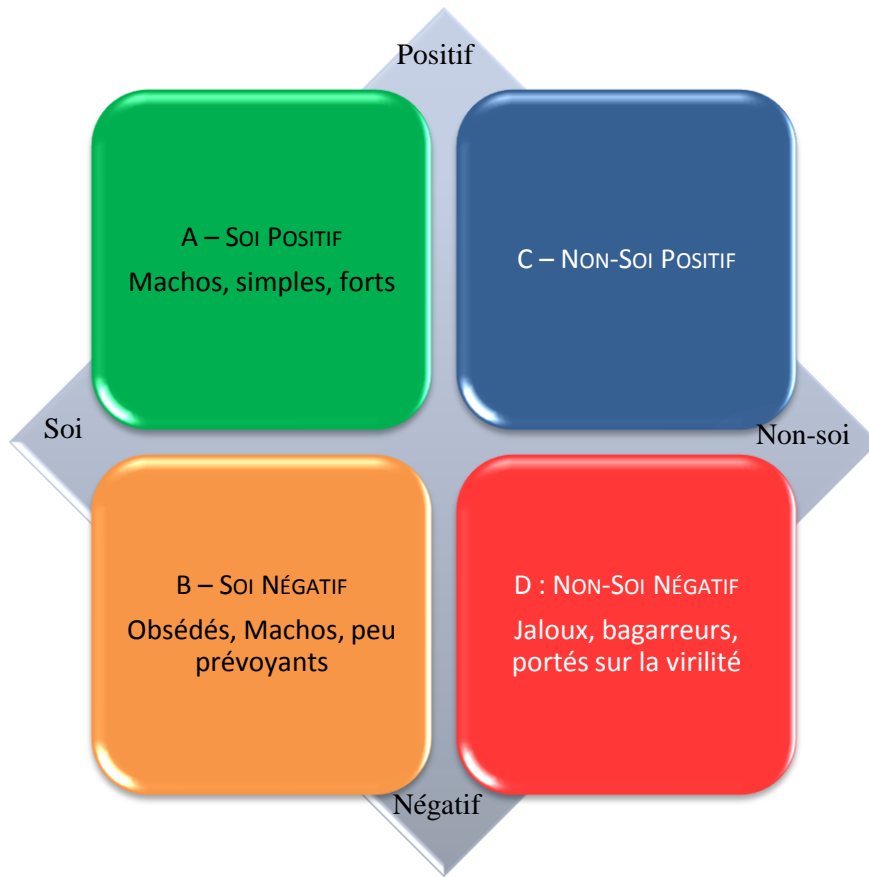 Positif
A – SOI POSITIF
Machos, simples, forts
C – NON-SOI POSITIF
Soi
Non-soi
B – SOI NÉGATIF
Obsédés, Machos, peu
prévoyants
D : NON-SOI NÉGATIF
Jaloux, bagarreurs,
portés sur la virilité
Négatif